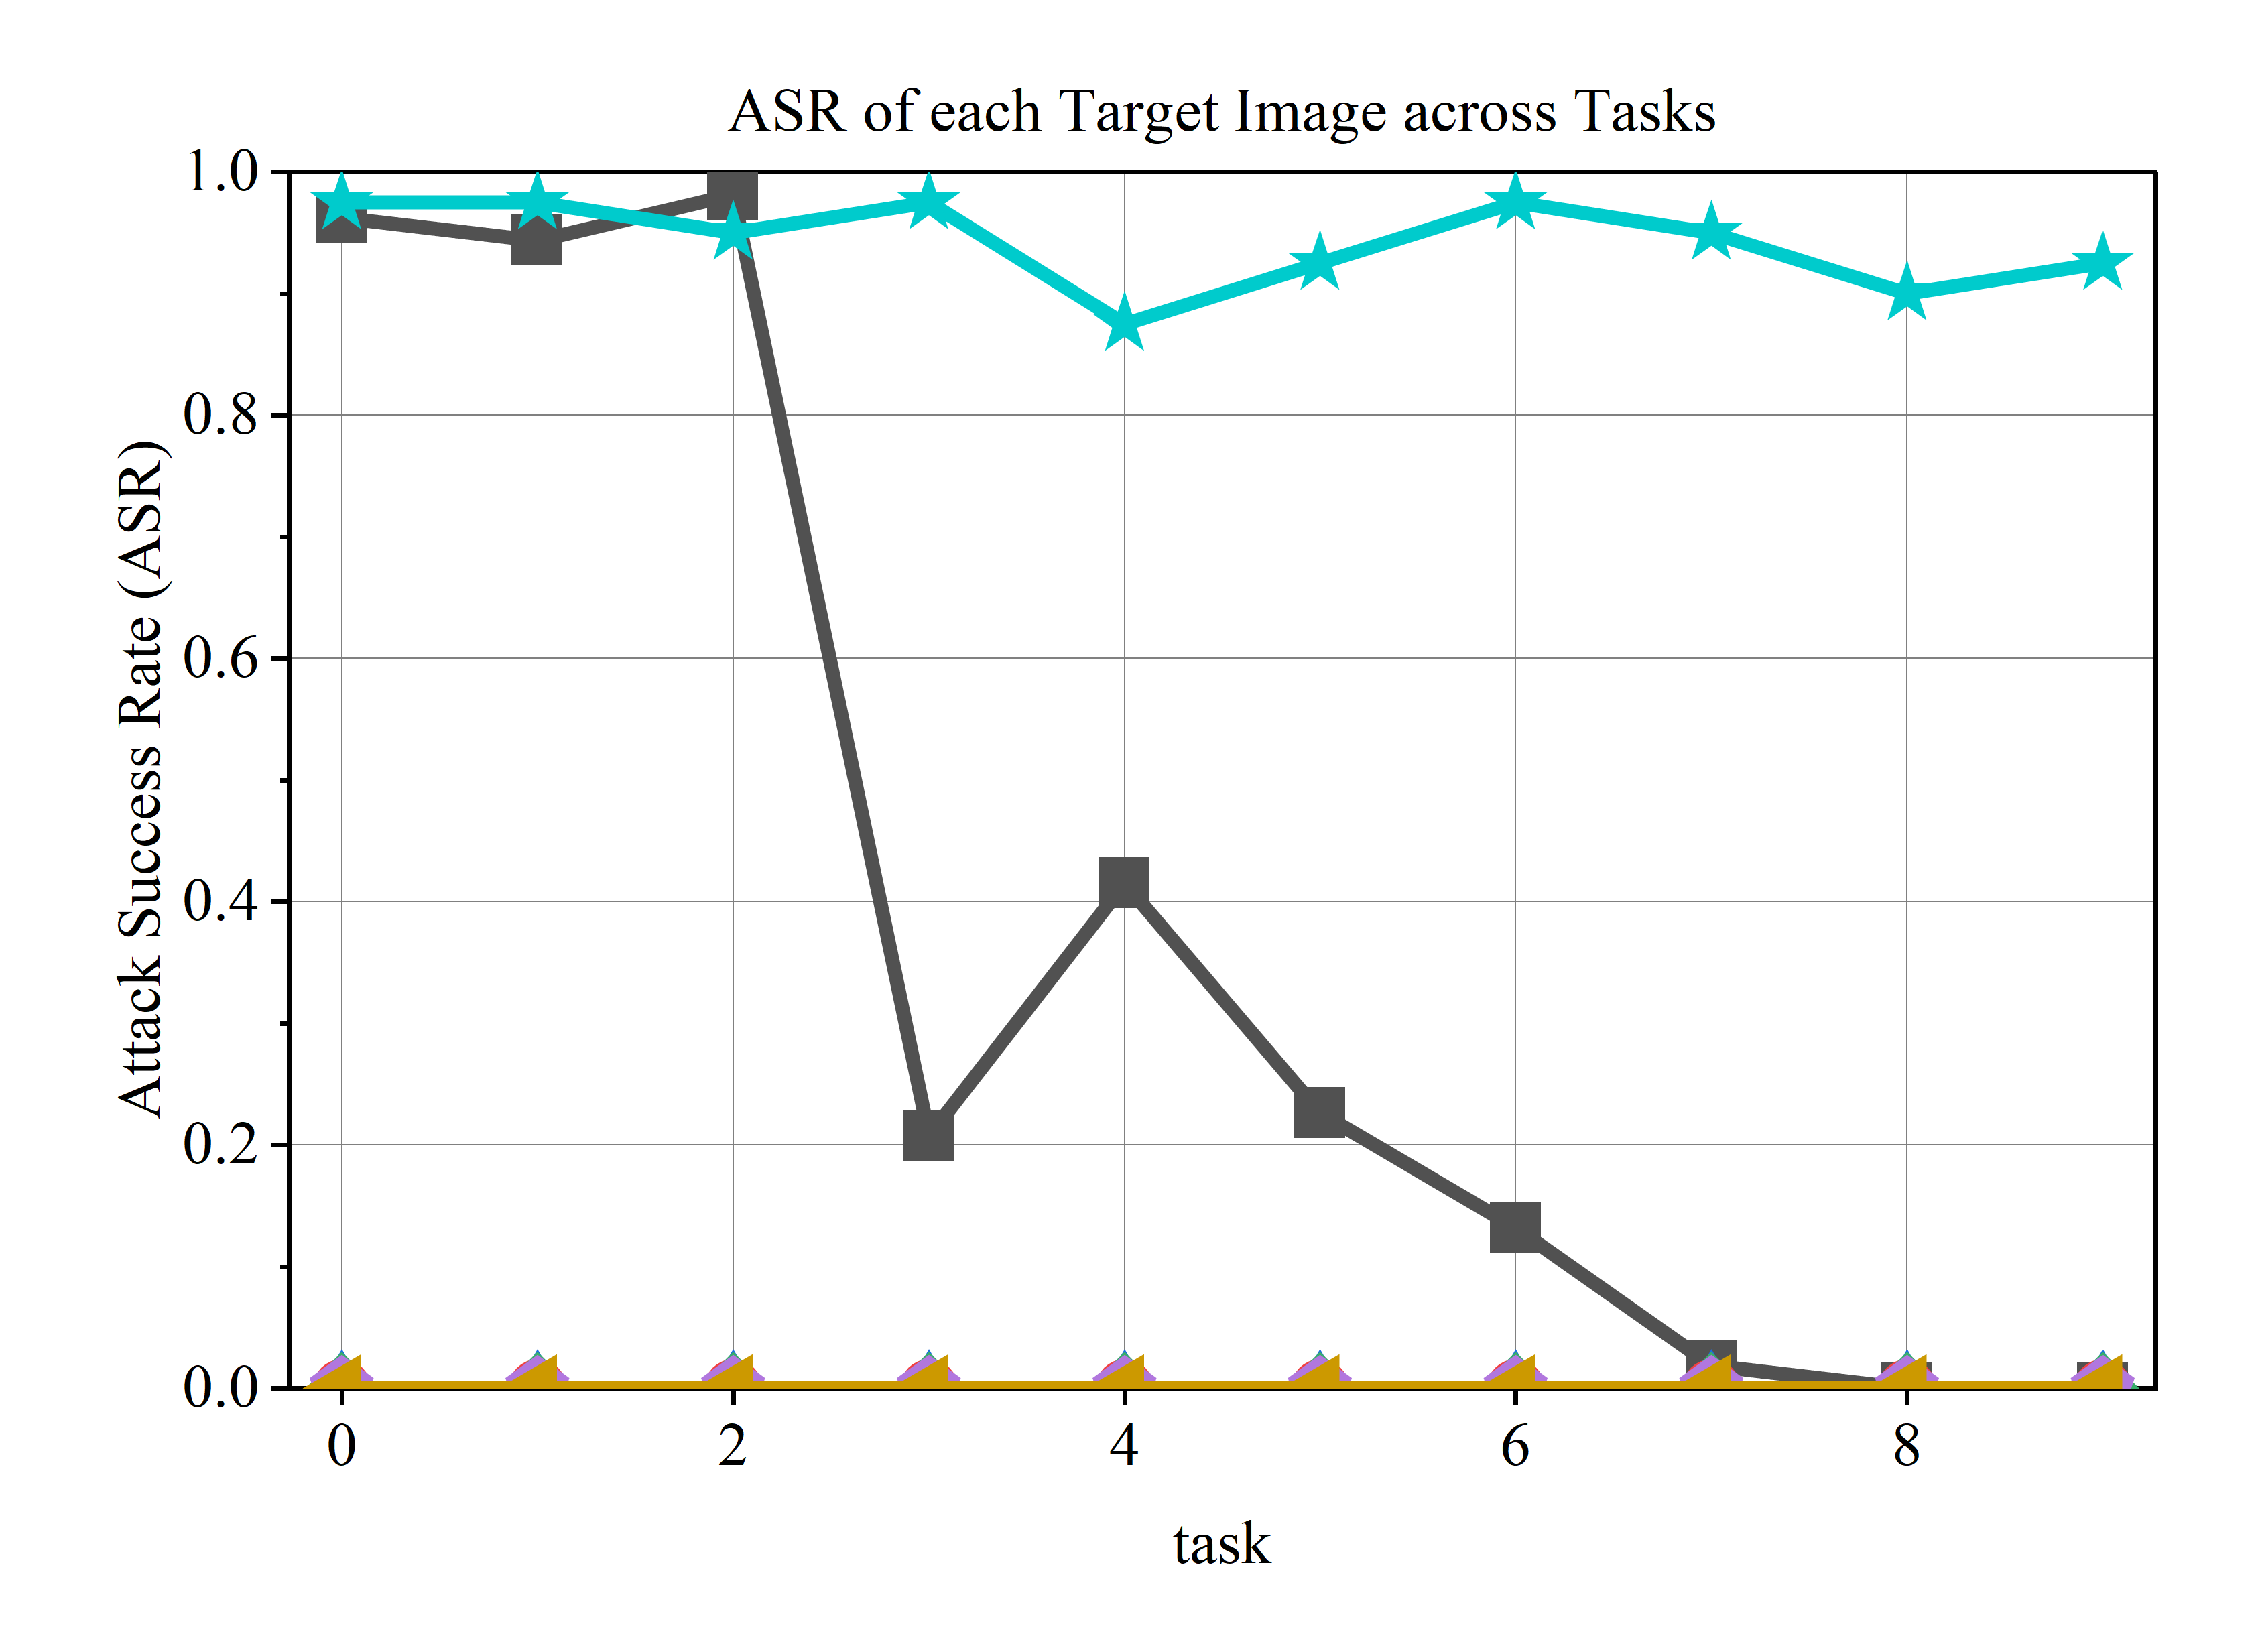 ASR of each Target Image across Tasks
1.0
0.8
0.6
0.4
0.2
0.0
Attack Success Rate (ASR)
0 2 4 6 8
task